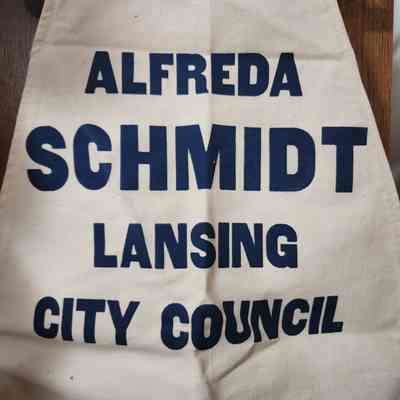 ALFREDA
SCHMIDT
LANSING
CITY COUNCIL